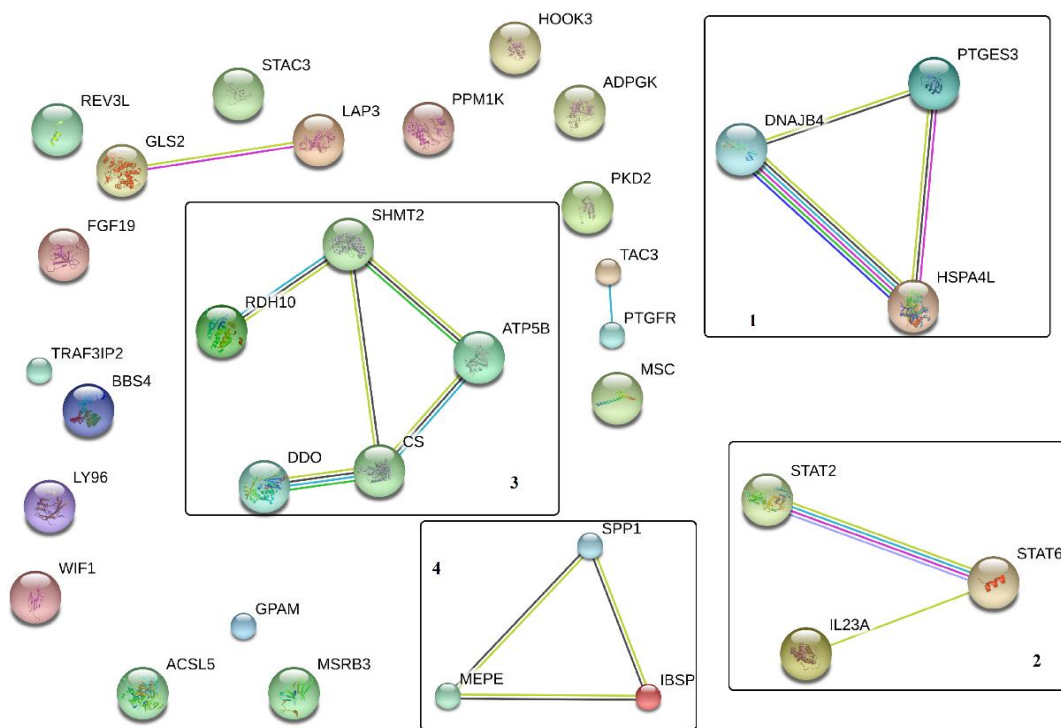 HOOK3
STAC3
PTGES3
ADPGK
REV3L
LAP3
PPM1K
DNAJB4
GLS2
PKD2
SHMT2
FGF19
TAC3
HSPA4L
RDH10
PTGFR
1
ATP5B
TRAF3IP2
MSC
BBS4
CS
DDO
STAT2
LY96
3
SPP1
STAT6
WIF1
4
GPAM
IL23A
2
ACSL5
MSRB3
MEPE
IBSP